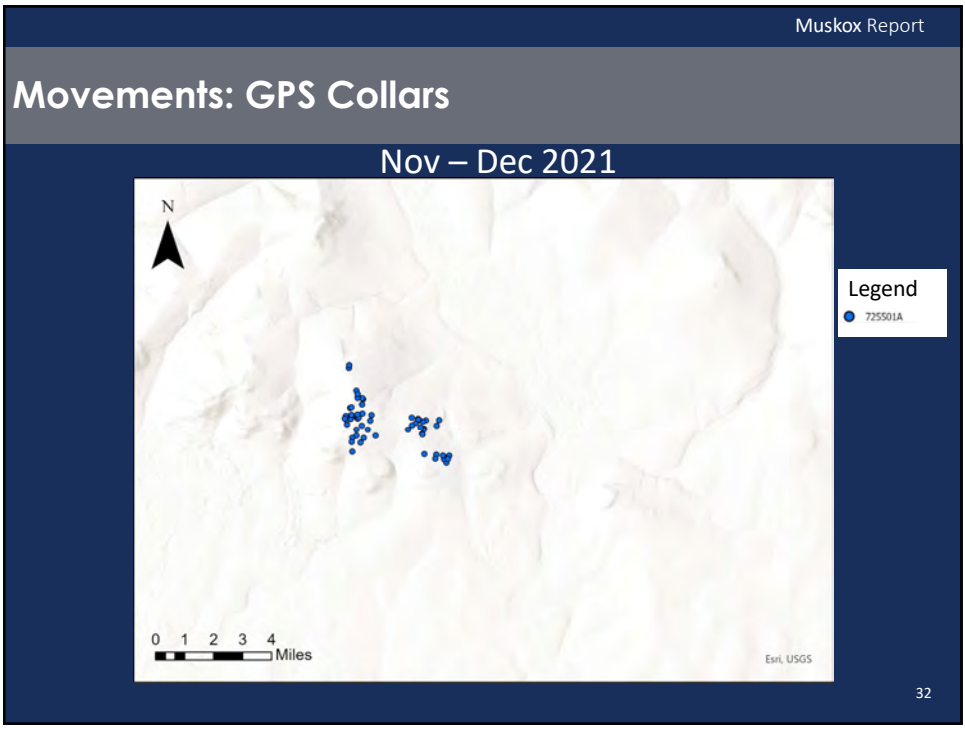 Muskox Report
Movements: GPS Collars
Nov – Dec 2021
N
Legend
725501A
0 1 2 3 4
Miles
Esri, USGS
32